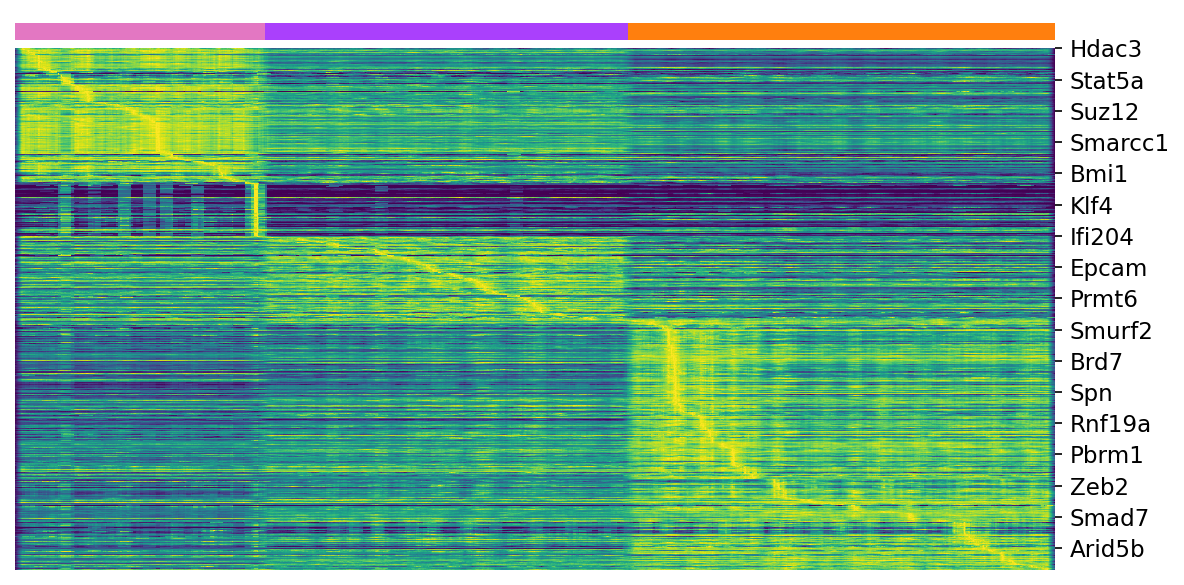 Hdac3
Stat5a
Suz12
Smarcc1
Bmi1
Klf4
Ifi204
Epcam
Prmt6
Smurf2
Brd7
Spn
Rnf19a
Pbrm1
Zeb2
Smad7
Arid5b